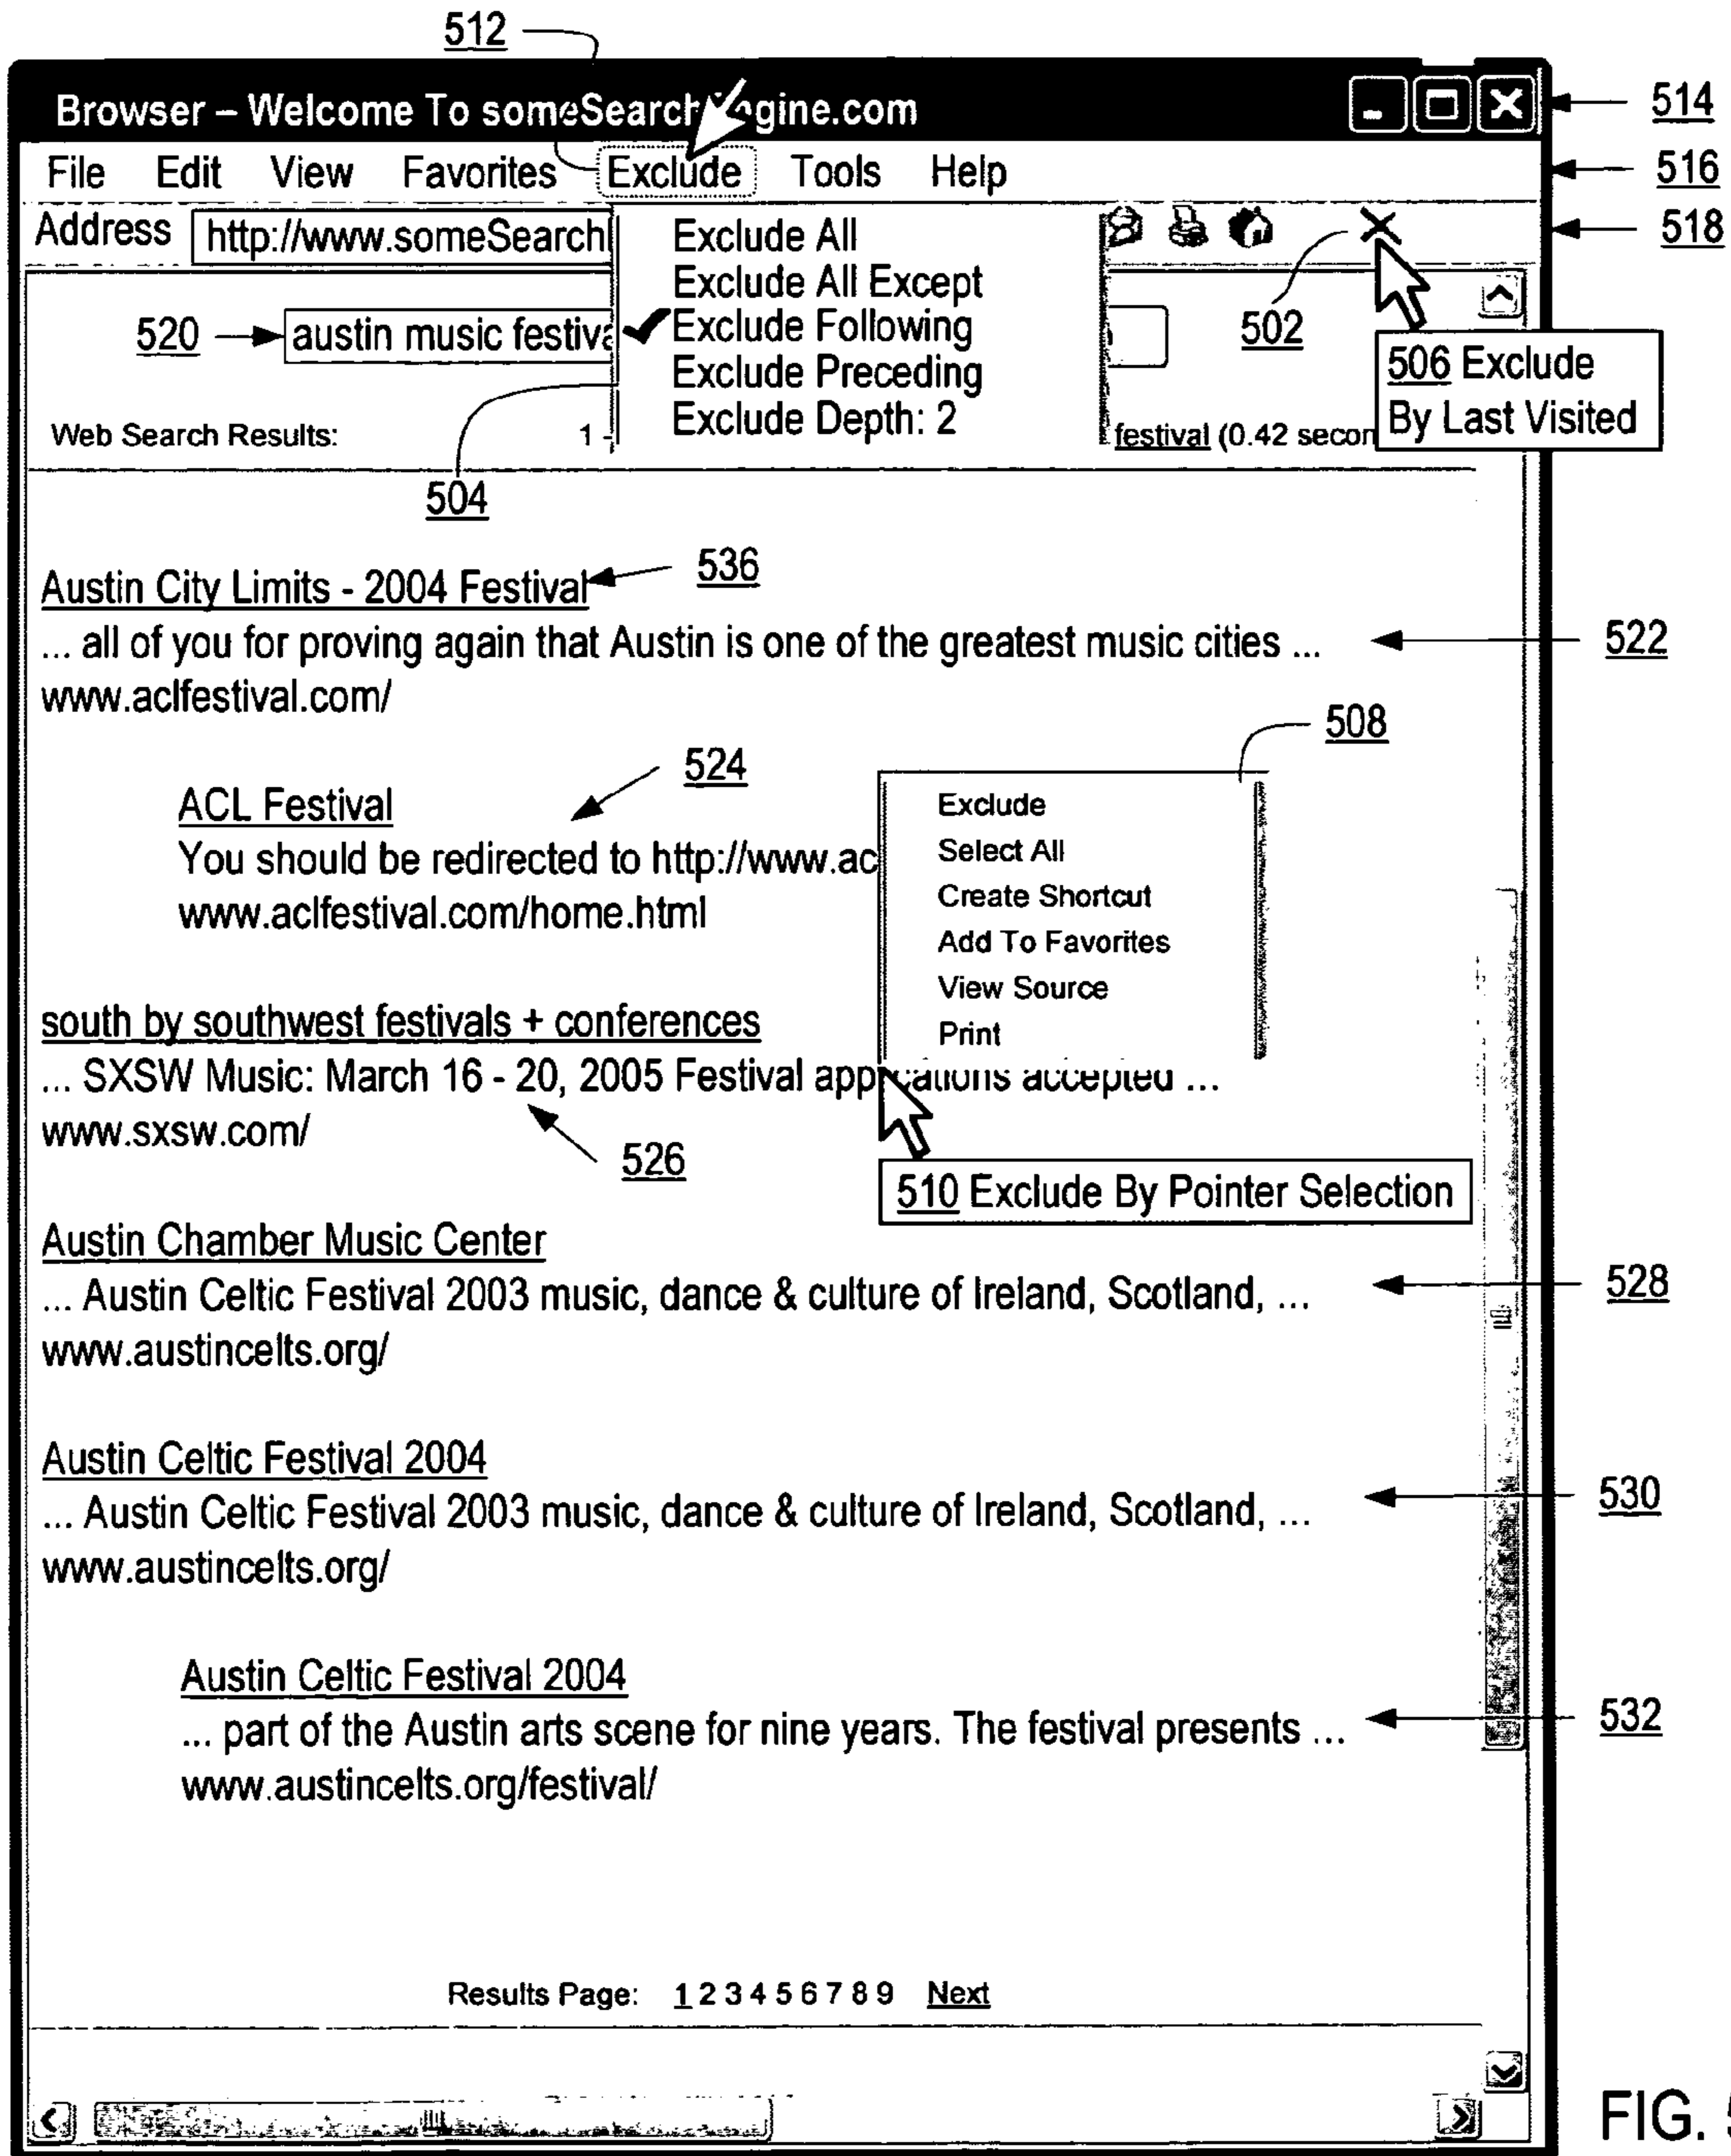 512
Browser – Welcome To someSearch gine.com
514
File Edit View Favorites Exclude Tools Help
516
Address http://www.someSearch
518
Exclude All
Exclude All Except
Exclude Following
Exclude Preceding
Exclude Depth: 2
502
520
austin music festiva
506 Exclude
By Last Visited
Web Search Results: 1 - festival (0.42 secon
504
Austin City Limits - 2004 Festival
536
... all of you for proving again that Austin is one of the greatest music cities ...
522
www.aclfestival.com/
508
524
ACL Festival
You should be redirected to http://www.ac
www.aclfestival.com/home.html
Exclude
Select All
Create Shortcut
Add To Favorites
View Source
Print
south by southwest festivals + conferences
... SXSW Music: March 16 - 20, 2005 Festival applications accepted ...
www.sxsw.com/
526
510 Exclude By Pointer Selection
Austin Chamber Music Center
... Austin Celtic Festival 2003 music, dance & culture of Ireland, Scotland, ...
528
www.austincelts.org/
Austin Celtic Festival 2004
... Austin Celtic Festival 2003 music, dance & culture of Ireland, Scotland, ...
530
www.austincelts.org/
Austin Celtic Festival 2004
... part of the Austin arts scene for nine years. The festival presents ...
532
www.austincelts.org/festival/
Results Page: 1 2 3 4 5 6 7 8 9 Next
FIG. 5